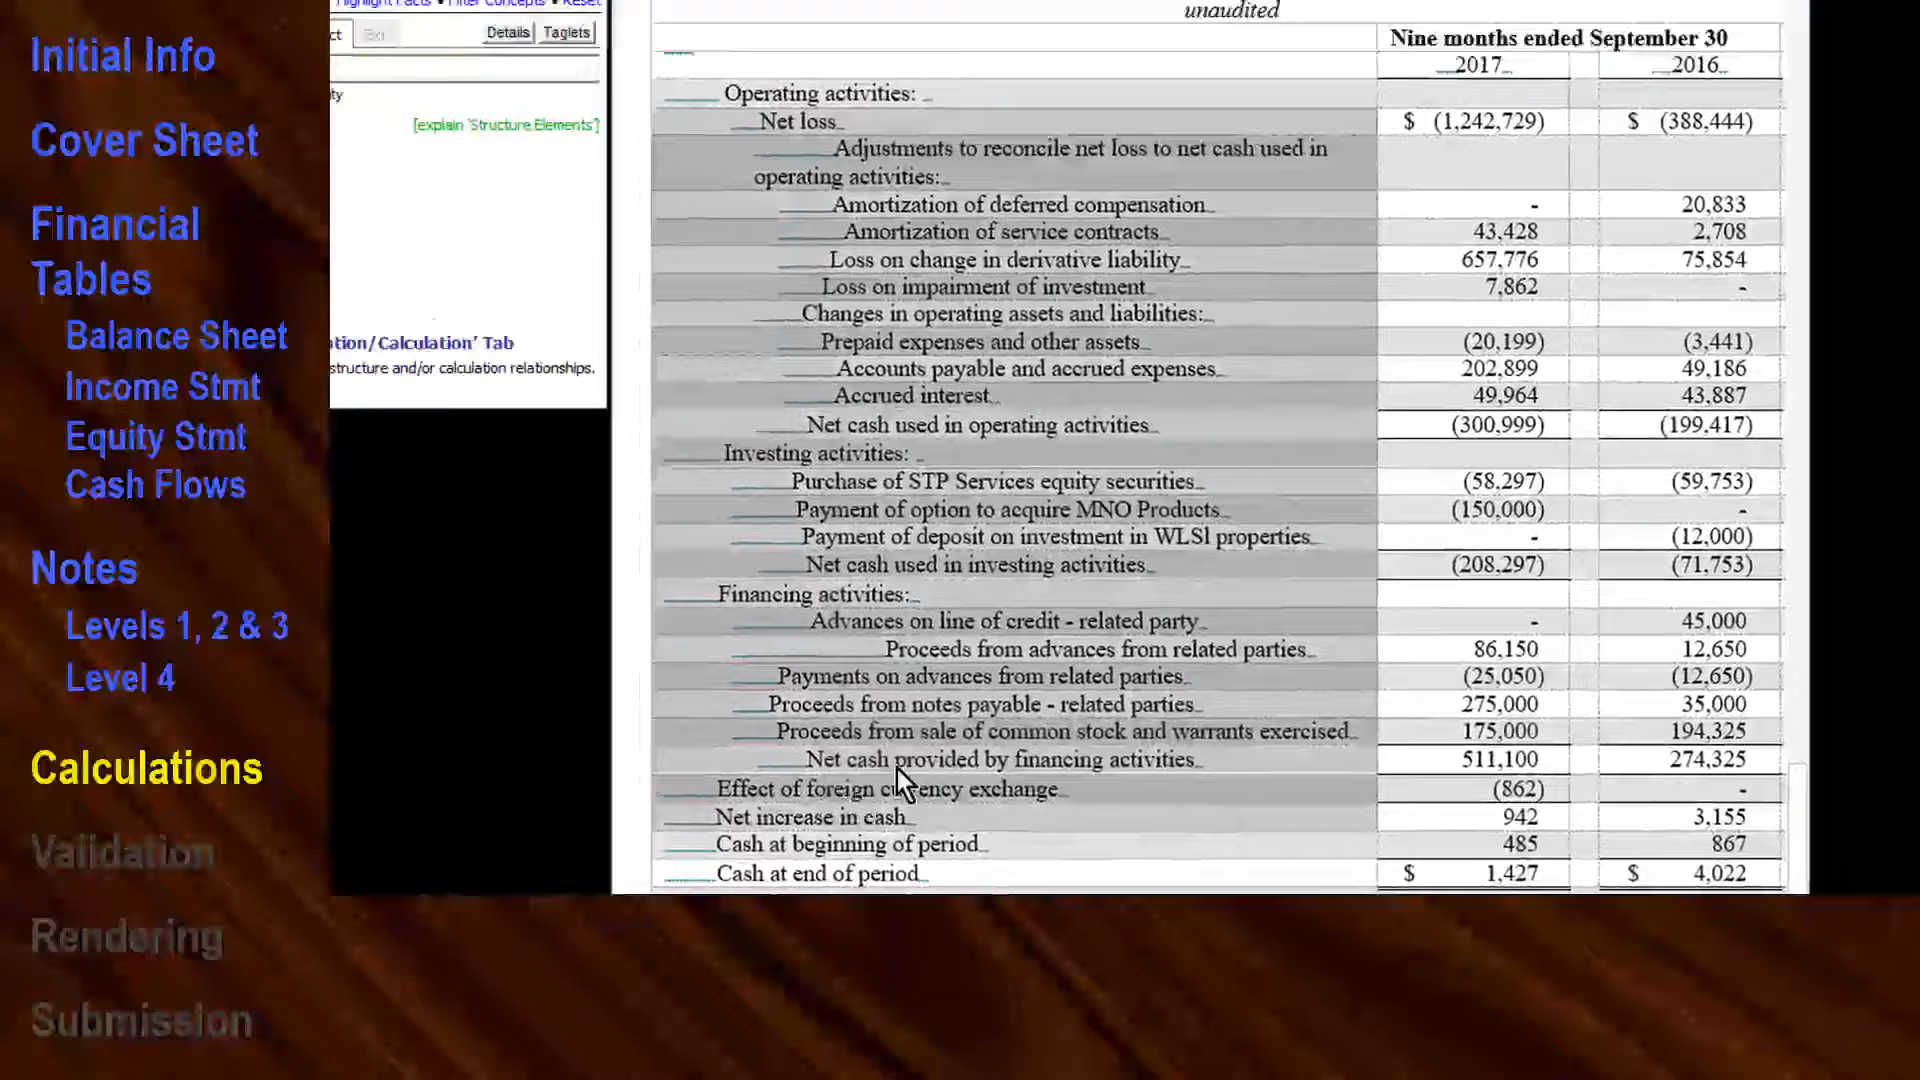 Initial Info
Cover Sheet
Financial
Tables
Balance Sheet
Income Stmt
Equity Stmt
Cash Flows
Notes
Levels 1, 2 & 3
Level 4
Calculations
Validation
Rendering
Submission
Highlight Facts • Filter Concepts • Reset
ct Ext Details Taglets
ty
[explain 'Structure Elements']
tion/Calculation' Tab
structure and/or calculation relationships.
unaudited
Nine months ended September 30
2017 2016
Operating activities:
Net loss $ (1,242,729) $ (388,444)
Adjustments to reconcile net loss to net cash used in
operating activities:
Amortization of deferred compensation - 20,833
Amortization of service contracts 43,428 2,708
Loss on change in derivative liability 657,776 75,854
Loss on impairment of investment 7,862 -
Changes in operating assets and liabilities:
Prepaid expenses and other assets (20,199) (3,441)
Accounts payable and accrued expenses 202,899 49,186
Accrued interest 49,964 43,887
Net cash used in operating activities (300,999) (199,417)
Investing activities:
Purchase of STP Services equity securities (58,297) (59,753)
Payment of option to acquire MNO Products (150,000) -
Payment of deposit on investment in WLSl properties - (12,000)
Net cash used in investing activities (208,297) (71,753)
Financing activities:
Advances on line of credit - related party - 45,000
Proceeds from advances from related parties 86,150 12,650
Payments on advances from related parties (25,050) (12,650)
Proceeds from notes payable - related parties 275,000 35,000
Proceeds from sale of common stock and warrants exercised 175,000 194,325
Net cash provided by financing activities 511,100 274,325
Effect of foreign currency exchange (862) -
Net increase in cash 942 3,155
Cash at beginning of period 485 867
Cash at end of period $ 1,427 $ 4,022